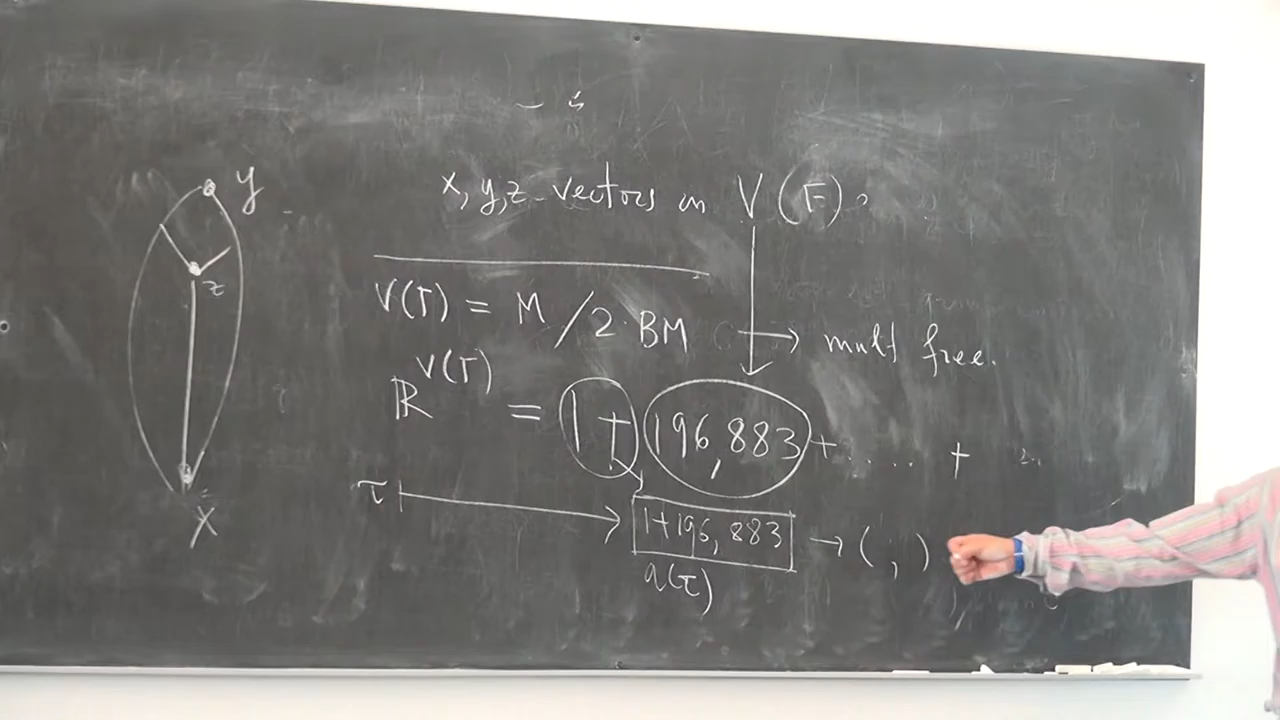 y
x, y, z - vectors in V (Γ)
z
V(Γ) = M / 2·BM
→ mult free.
ℝ^V(Γ) = 1 + 196,883 + .... +
τ ↦ 1+196,883 → ( , )
a(τ)
x